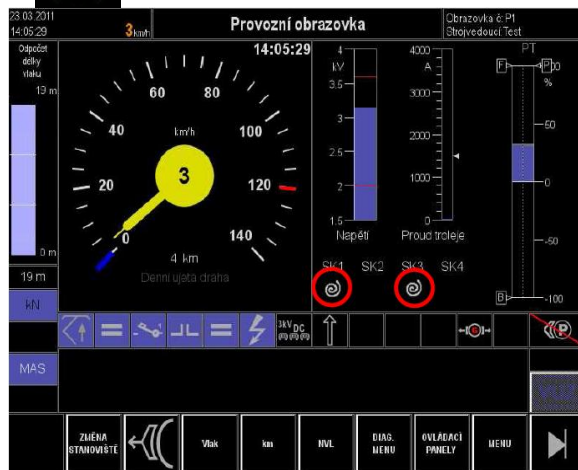 23.03.2011
14:05:29
3km/h
Provozní obrazovka
Obrazovka č: P1
Strojvedoucí:Test
Odpočet
délky
vlaku
19 m
0 m
19 m
14:05:29
0
20
40
60
80
100
120
140
km/h
3
4 km
Denní ujetá dráha
4
kV
3.5
3
2.5
2
1.5
Napětí
4000
A
3000
2000
1000
0
Proud troleje
SK1 SK2 SK3 SK4
PT
F
P
%
50
0
-50
-100
B
kN
3kV DC
MAS
ZMĚNA
STANOVIŠTĚ
Vlak
km
NVL
DIAG.
MENU
OVLÁDACÍ
PANELY
MENU